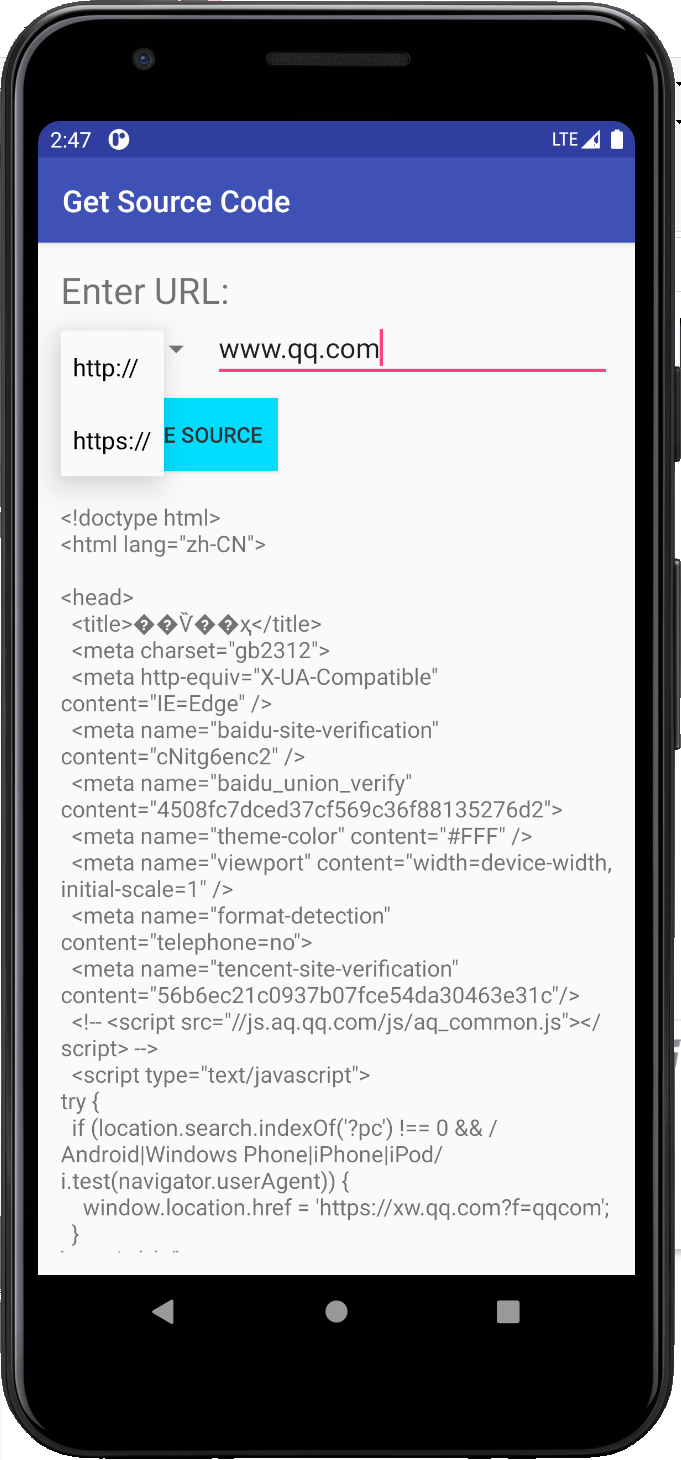 2:47 LTE
Get Source Code
Enter URL:
http://
www.qq.com
https://
E SOURCE
<!doctype html>
<html lang="zh-CN">
<head>
<title>��Ѷ��ҳ</title>
<meta charset="gb2312">
<meta http-equiv="X-UA-Compatible"
content="IE=Edge" />
<meta name="baidu-site-verification"
content="cNitg6enc2" />
<meta name="baidu_union_verify"
content="4508fc7dced37cf569c36f88135276d2">
<meta name="theme-color" content="#FFF" />
<meta name="viewport" content="width=device-width,
initial-scale=1" />
<meta name="format-detection"
content="telephone=no">
<meta name="tencent-site-verification"
content="56b6ec21c0937b07fce54da30463e31c"/>
<!-- <script src="//js.aq.qq.com/js/aq_common.js"></
script> -->
<script type="text/javascript">
try {
if (location.search.indexOf('?pc') !== 0 && /
Android|Windows Phone|iPhone|iPod/
i.test(navigator.userAgent)) {
window.location.href = 'https://xw.qq.com?f=qqcom';
}